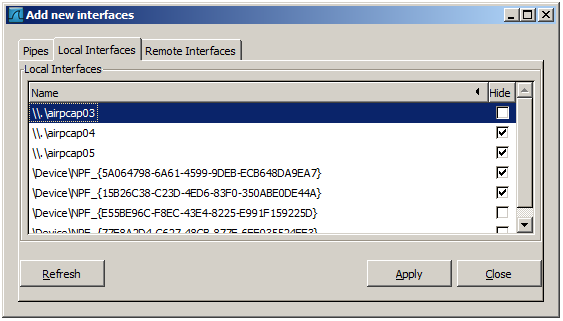 Add new interfaces
Pipes Local Interfaces Remote Interfaces
Local Interfaces
Name Hide
\\.\airpcap03
\\.\airpcap04
\\.\airpcap05
\Device\NPF_{5A064798-6A61-4599-9DEB-ECB648DA9EA7}
\Device\NPF_{15B26C38-C23D-4ED6-83F0-350ABE0DE44A}
\Device\NPF_{E55BE96C-F8EC-43E4-8225-E991F159225D}
Refresh Apply Close